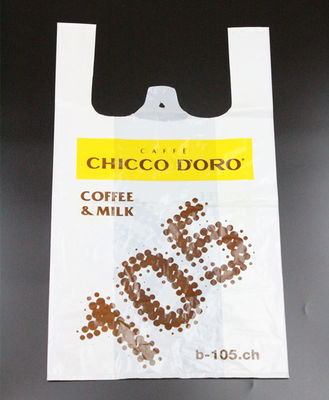 CAFFÈ
CHICCO D'ORO®
COFFEE
& MILK
105
b-105.ch